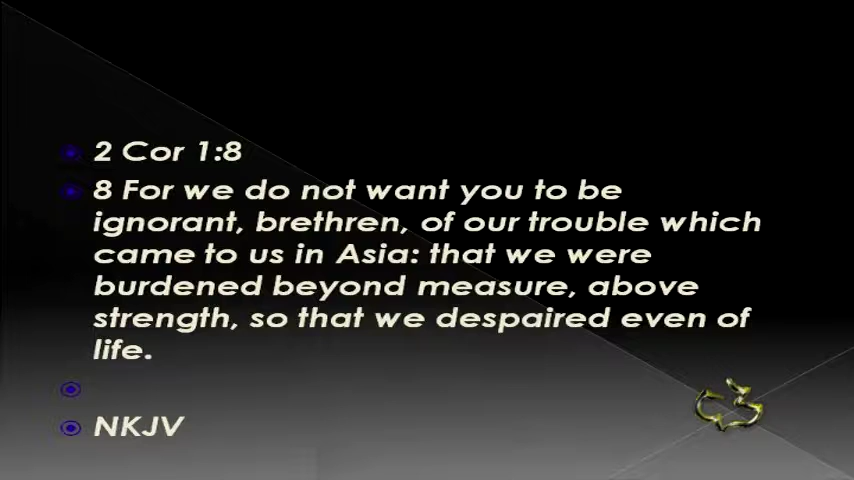 2 Cor 1:8
8 For we do not want you to be
ignorant, brethren, of our trouble which
came to us in Asia: that we were
burdened beyond measure, above
strength, so that we despaired even of
life.
NKJV